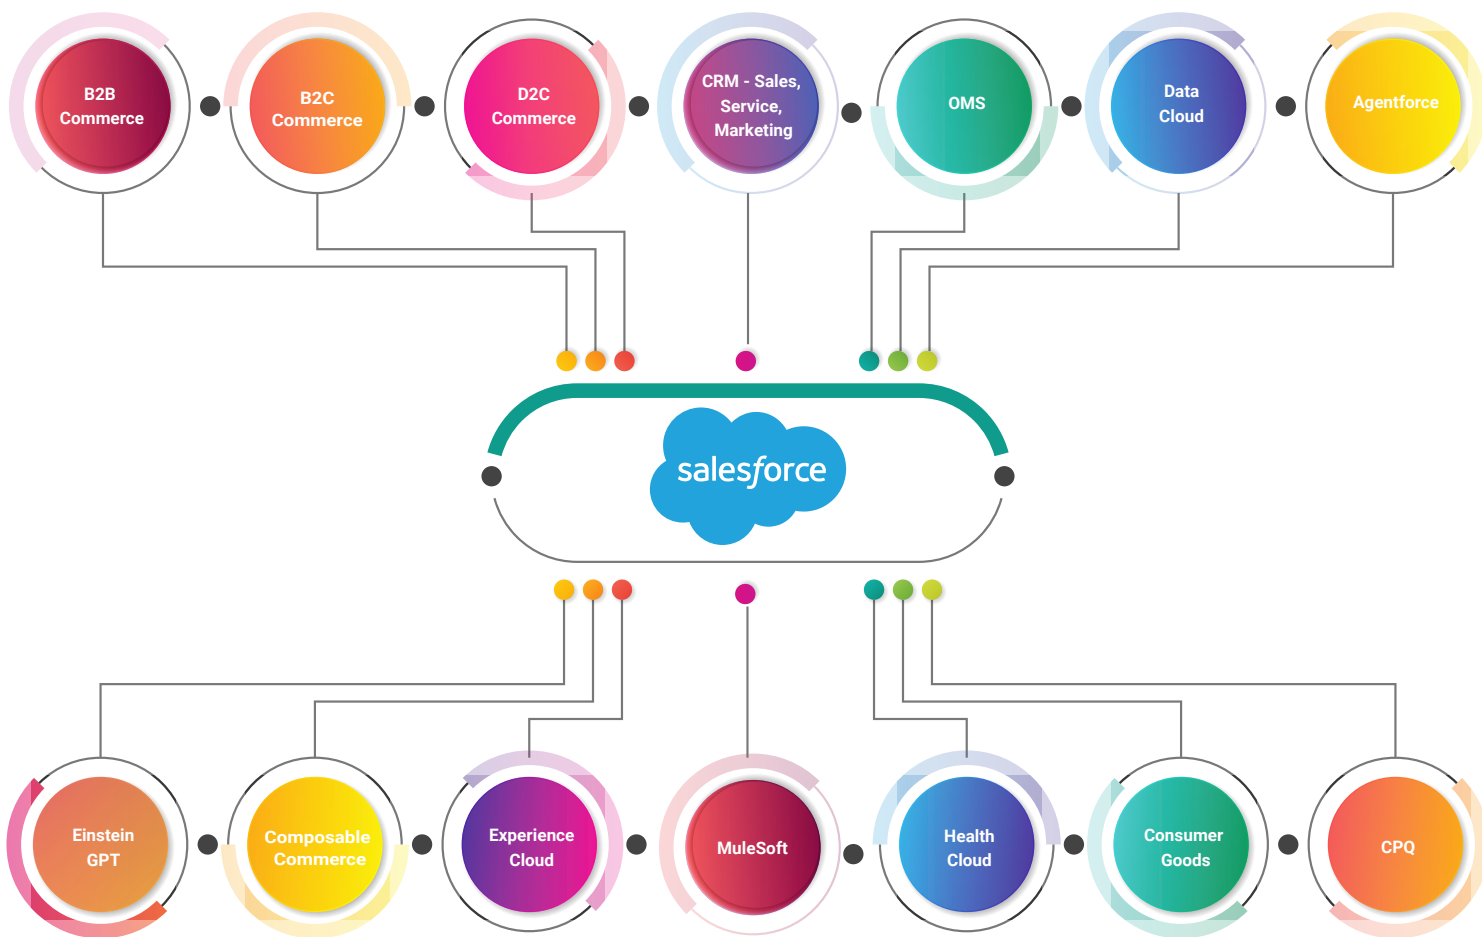 B2B
Commerce
B2C
Commerce
D2C
Commerce
CRM - Sales,
Service,
Marketing
OMS
Data
Cloud
Agentforce
salesforce
Einstein
GPT
Composable
Commerce
Experience
Cloud
MuleSoft
Health
Cloud
Consumer
Goods
CPQ